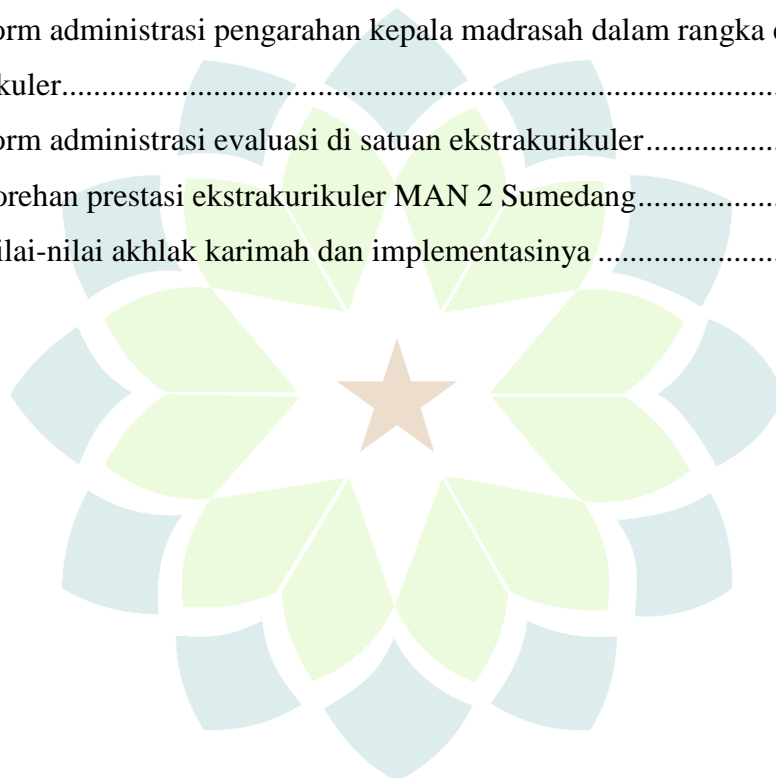 orm administrasi pengarahan kepala madrasah dalam rangka
kuler..........................................................................................
orm administrasi evaluasi di satuan ekstrakurikuler.................
orehan prestasi ekstrakurikuler MAN 2 Sumedang..................
ilai-nilai akhlak karimah dan implementasinya .......................